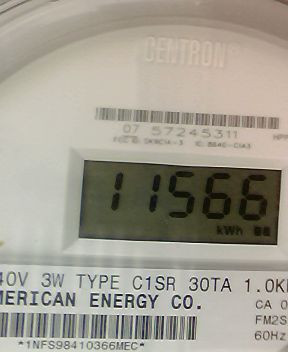 CENTRON®
07 57245311
11566
kWh
40V 3W TYPE C1SR 30TA 1.0K
MERICAN ENERGY CO.
CA 0
FM2S
60Hz
*1NFS98410366MEC*